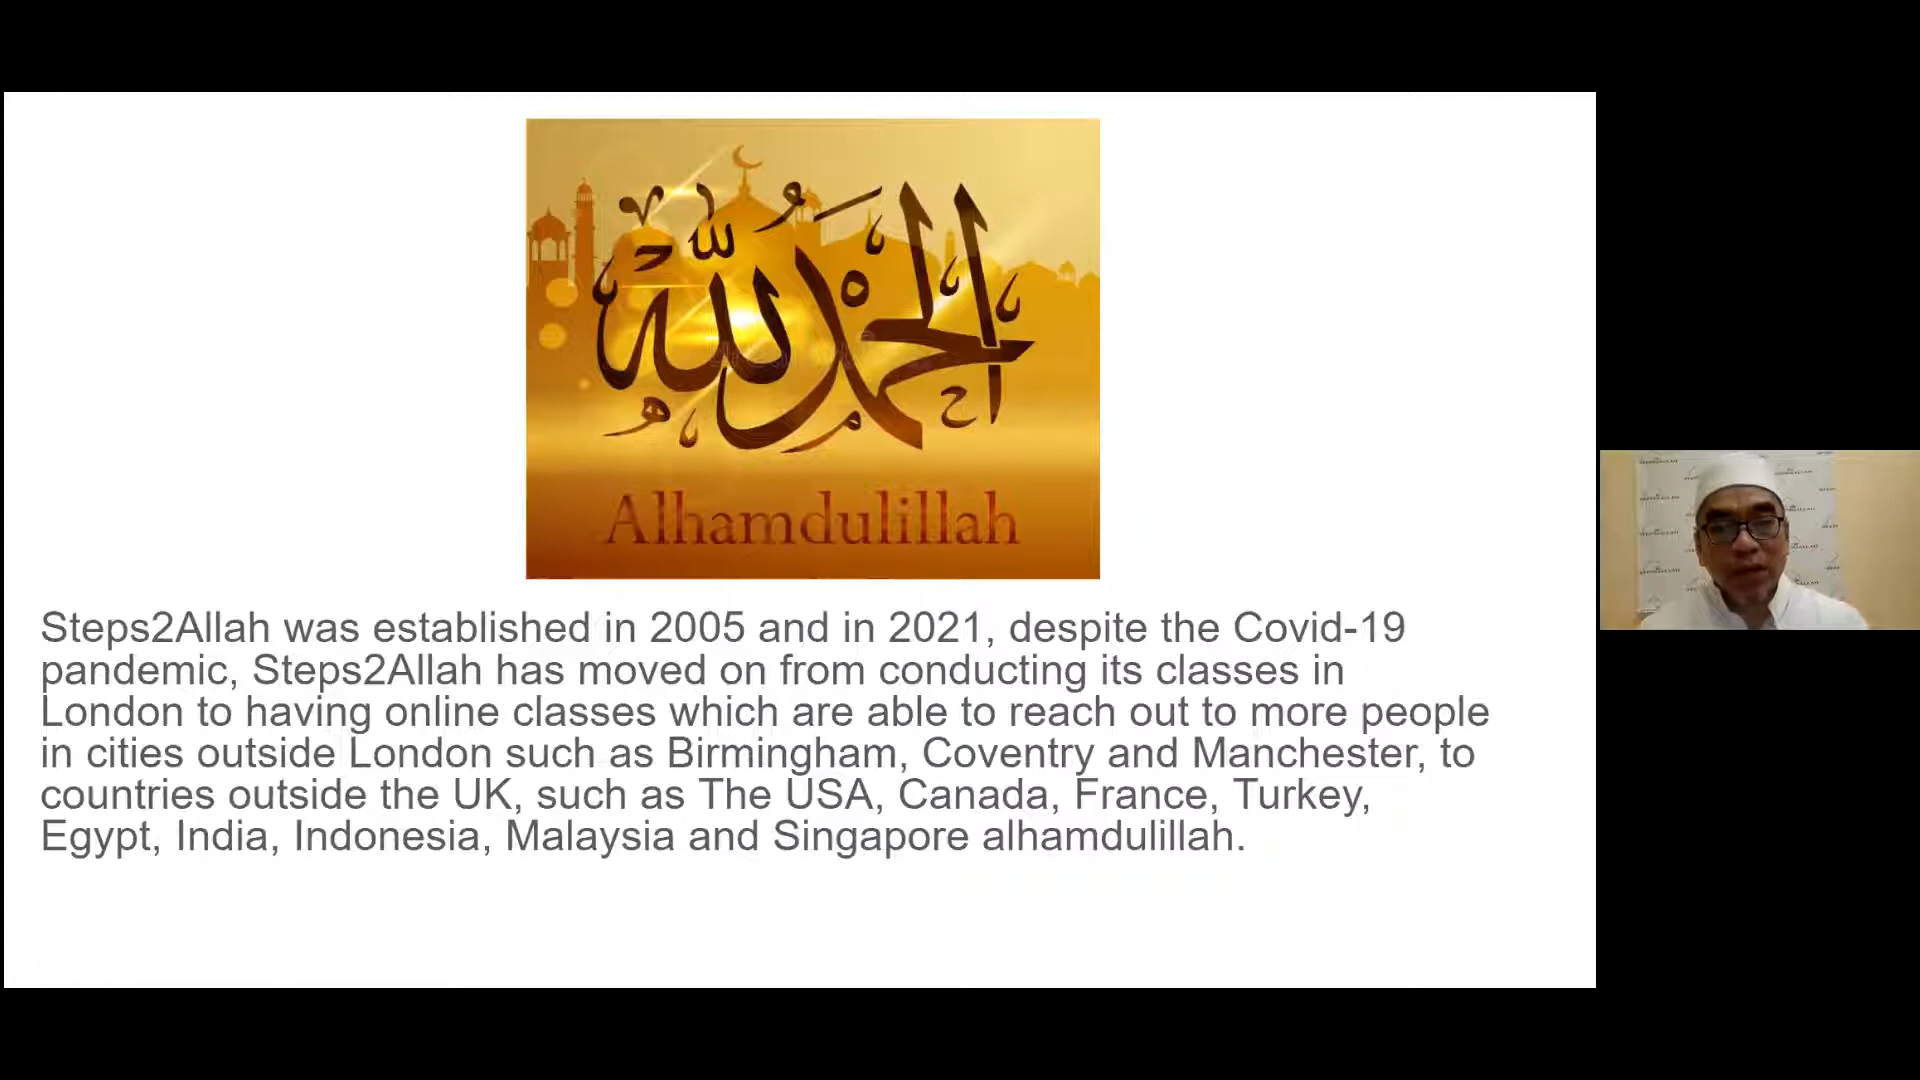 الحمد لله
Alhamdulillah
Steps2Allah was established in 2005 and in 2021, despite the Covid-19
pandemic, Steps2Allah has moved on from conducting its classes in
London to having online classes which are able to reach out to more people
in cities outside London such as Birmingham, Coventry and Manchester, to
countries outside the UK, such as The USA, Canada, France, Turkey,
Egypt, India, Indonesia, Malaysia and Singapore alhamdulillah.